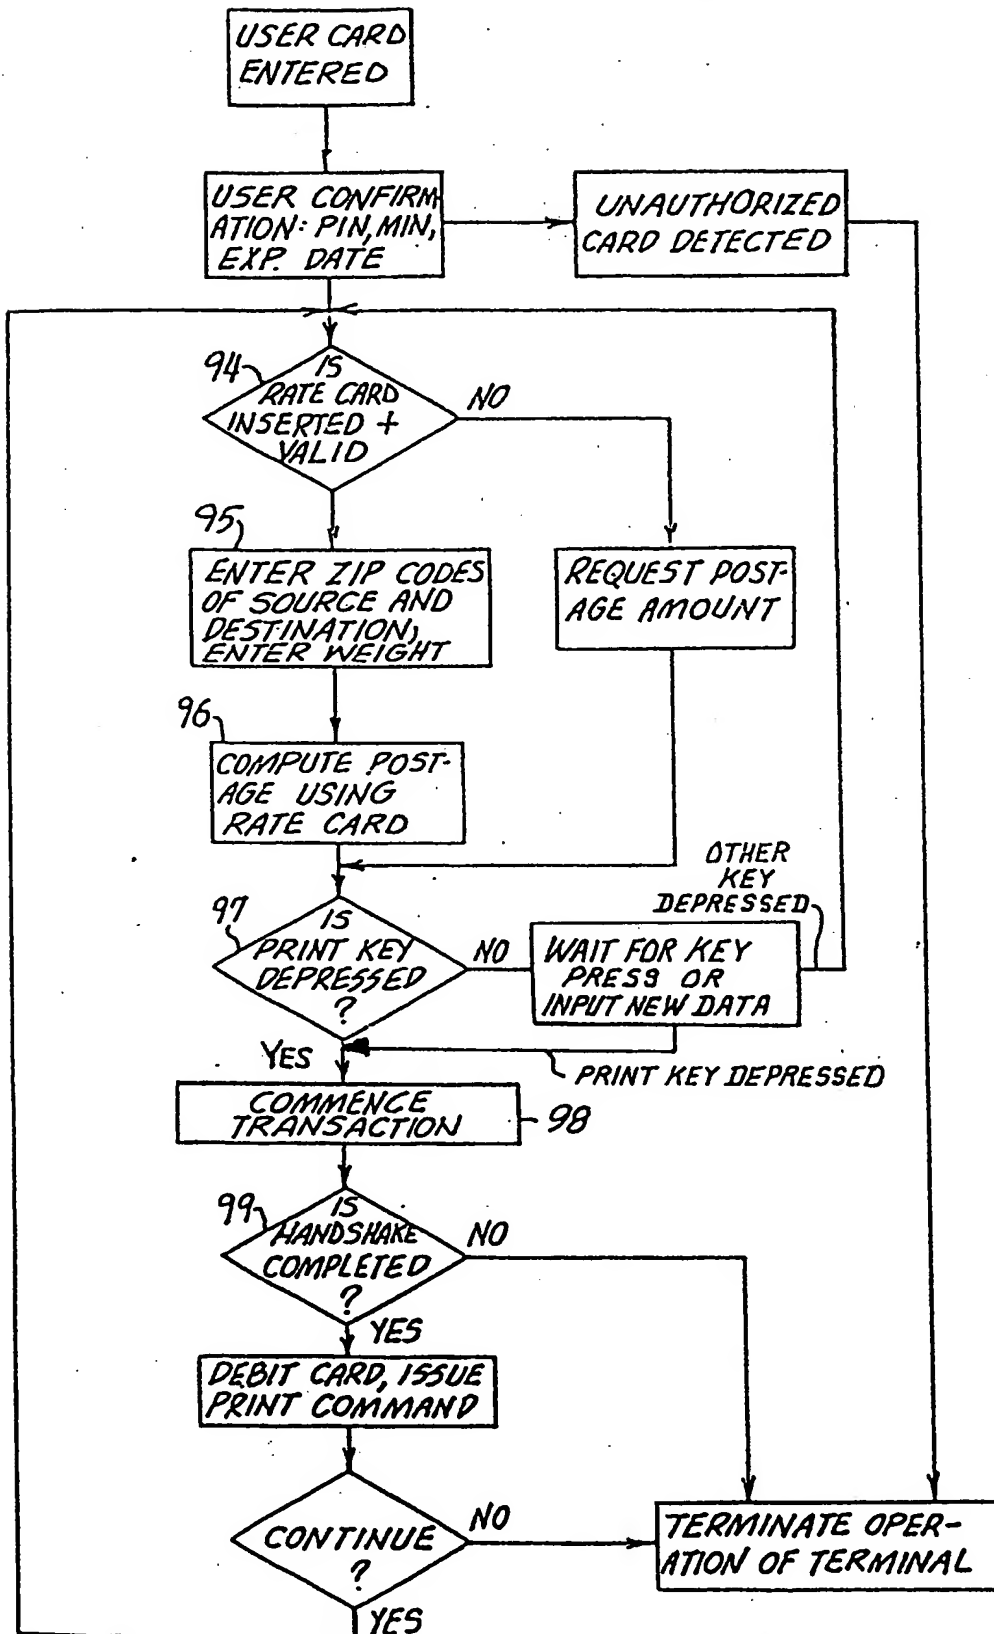 USER CARD
ENTERED
USER CONFIRM-
ATION: PIN, MIN,
EXP. DATE
UNAUTHORIZED
CARD DETECTED
94
IS
RATE CARD
INSERTED +
VALID
NO
95
ENTER ZIP CODES
OF SOURCE AND
DESTINATION,
ENTER WEIGHT
REQUEST POST-
AGE AMOUNT
96
COMPUTE POST-
AGE USING
RATE CARD
OTHER
KEY
DEPRESSED
97
IS
PRINT KEY
DEPRESSED
?
NO
WAIT FOR KEY
PRESS OR
INPUT NEW DATA
YES
PRINT KEY DEPRESSED
COMMENCE
TRANSACTION
98
99
IS
HANDSHAKE
COMPLETED
?
NO
YES
DEBIT CARD, ISSUE
PRINT COMMAND
CONTINUE
?
NO
TERMINATE OPER-
ATION OF TERMINAL
YES